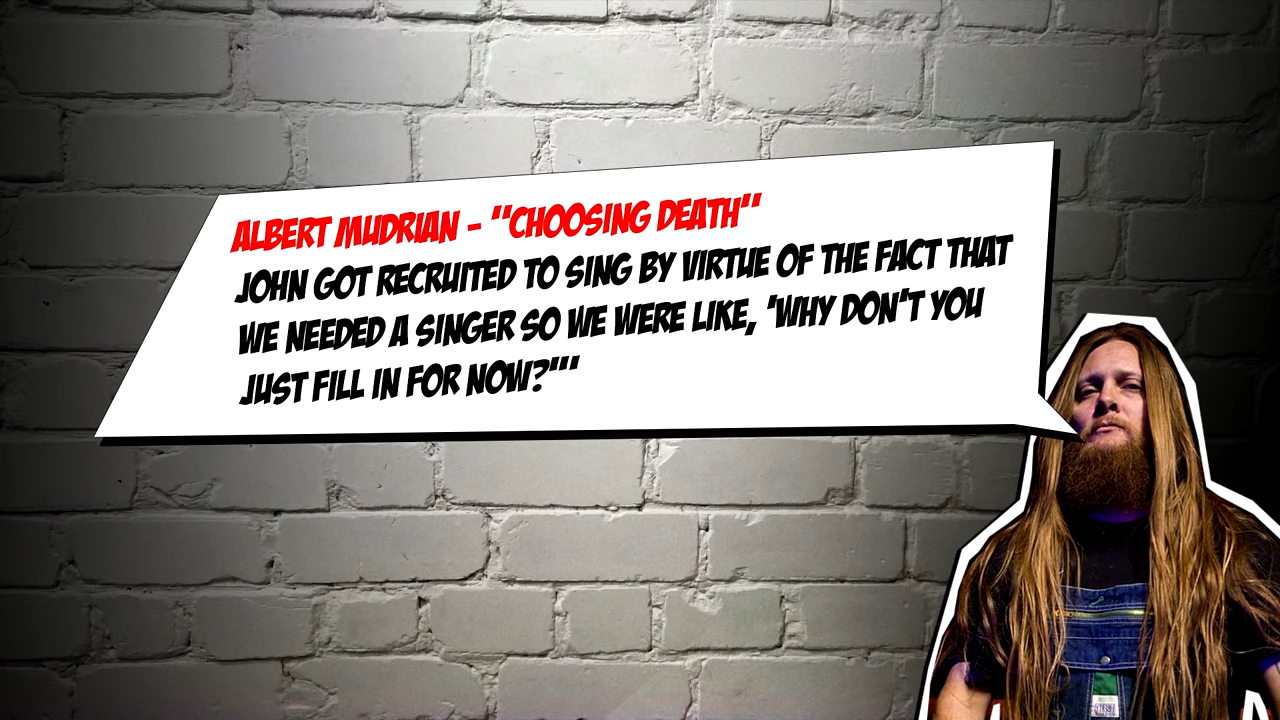 ALBERT MUDRIAN - "CHOOSING DEATH"
JOHN GOT RECRUITED TO SING BY VIRTUE OF THE FACT THAT
WE NEEDED A SINGER SO WE WERE LIKE, 'WHY DON'T YOU
JUST FILL IN FOR NOW?'"